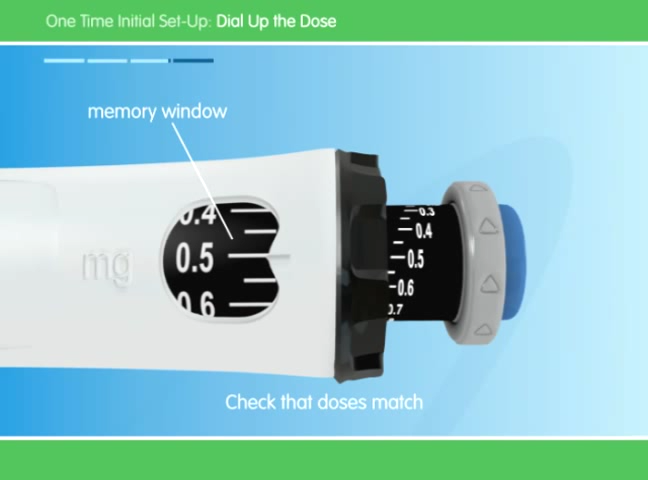 One Time Initial Set-Up: Dial Up the Dose
memory window
0.4
0.5
0.6
mg
0.3
0.4
0.5
0.6
0.7
Check that doses match